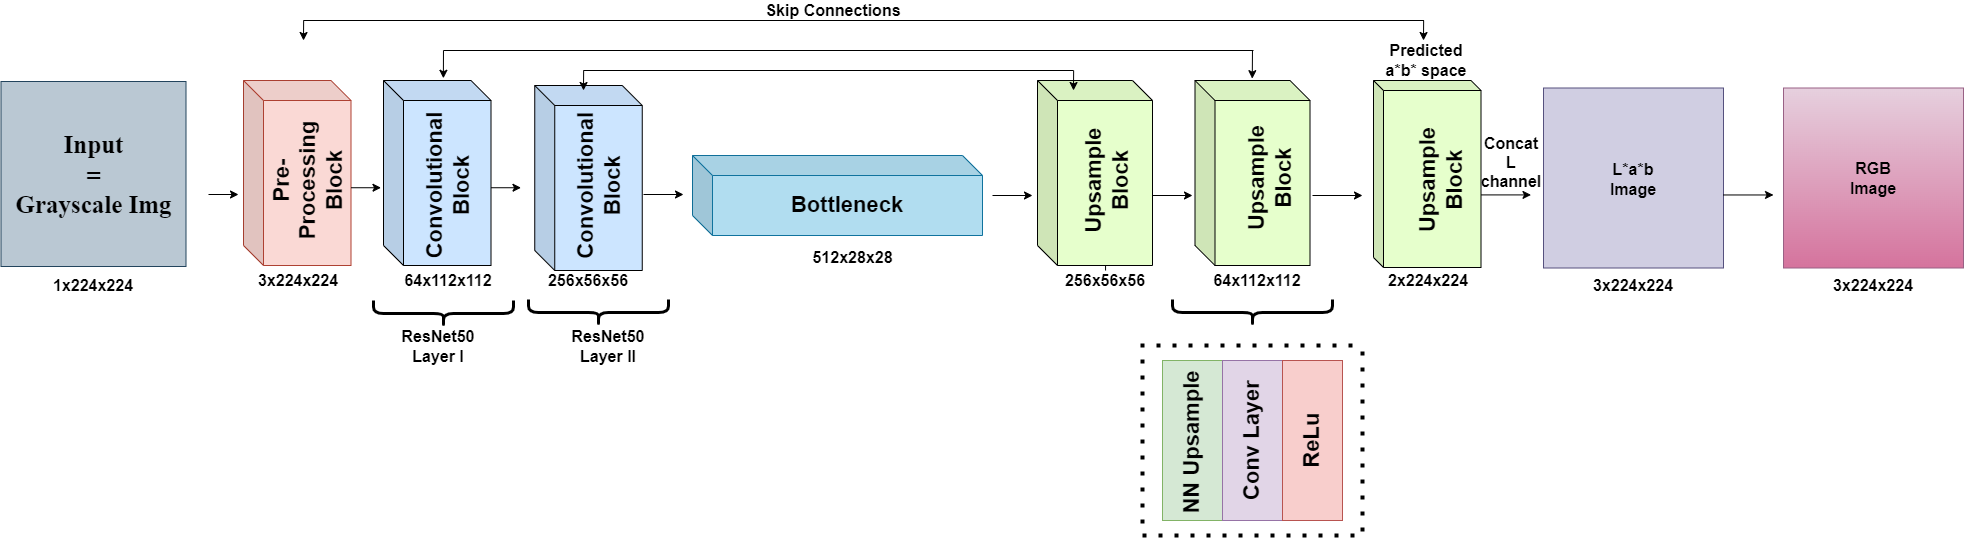 Skip Connections
Predicted
a*b* space
Input
=
Grayscale Img
1x224x224
Pre-
Processing
Block
3x224x224
Convolutional
Block
64x112x112
ResNet50
Layer I
Convolutional
Block
256x56x56
ResNet50
Layer II
Bottleneck
512x28x28
Upsample
Block
256x56x56
Upsample
Block
64x112x112
NN Upsample
Conv Layer
ReLu
Upsample
Block
2x224x224
Concat
L
channel
L*a*b
Image
3x224x224
RGB
Image
3x224x224